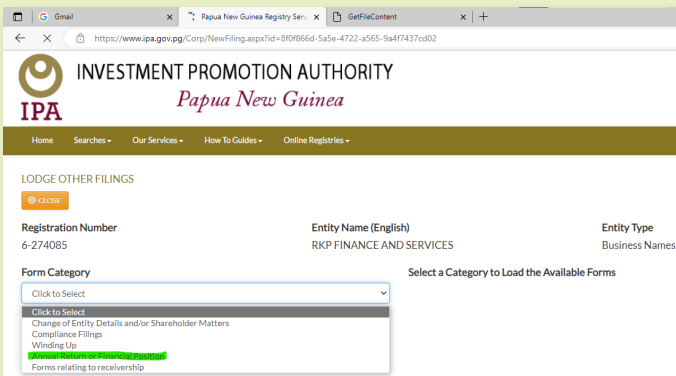 Gmail
Papua New Guinea Registry Serv
GetFileContent
https://www.ipa.gov.pg/Corp/NewFiling.aspx?id=8f0f866d-5a5e-4722-a565-9a4f7437cd02
IPA
INVESTMENT PROMOTION AUTHORITY
Papua New Guinea
Home Searches Our Services How To Guides Online Registries
LODGE OTHER FILINGS
CLOSE
Registration Number Entity Name (English) Entity Type
6-274085 RKP FINANCE AND SERVICES Business Names
Form Category Select a Category to Load the Available Forms
Click to Select
Click to Select
Change of Entity Details and/or Shareholder Matters
Compliance Filings
Winding Up
Annual Return or Financial Position
Forms relating to receivership